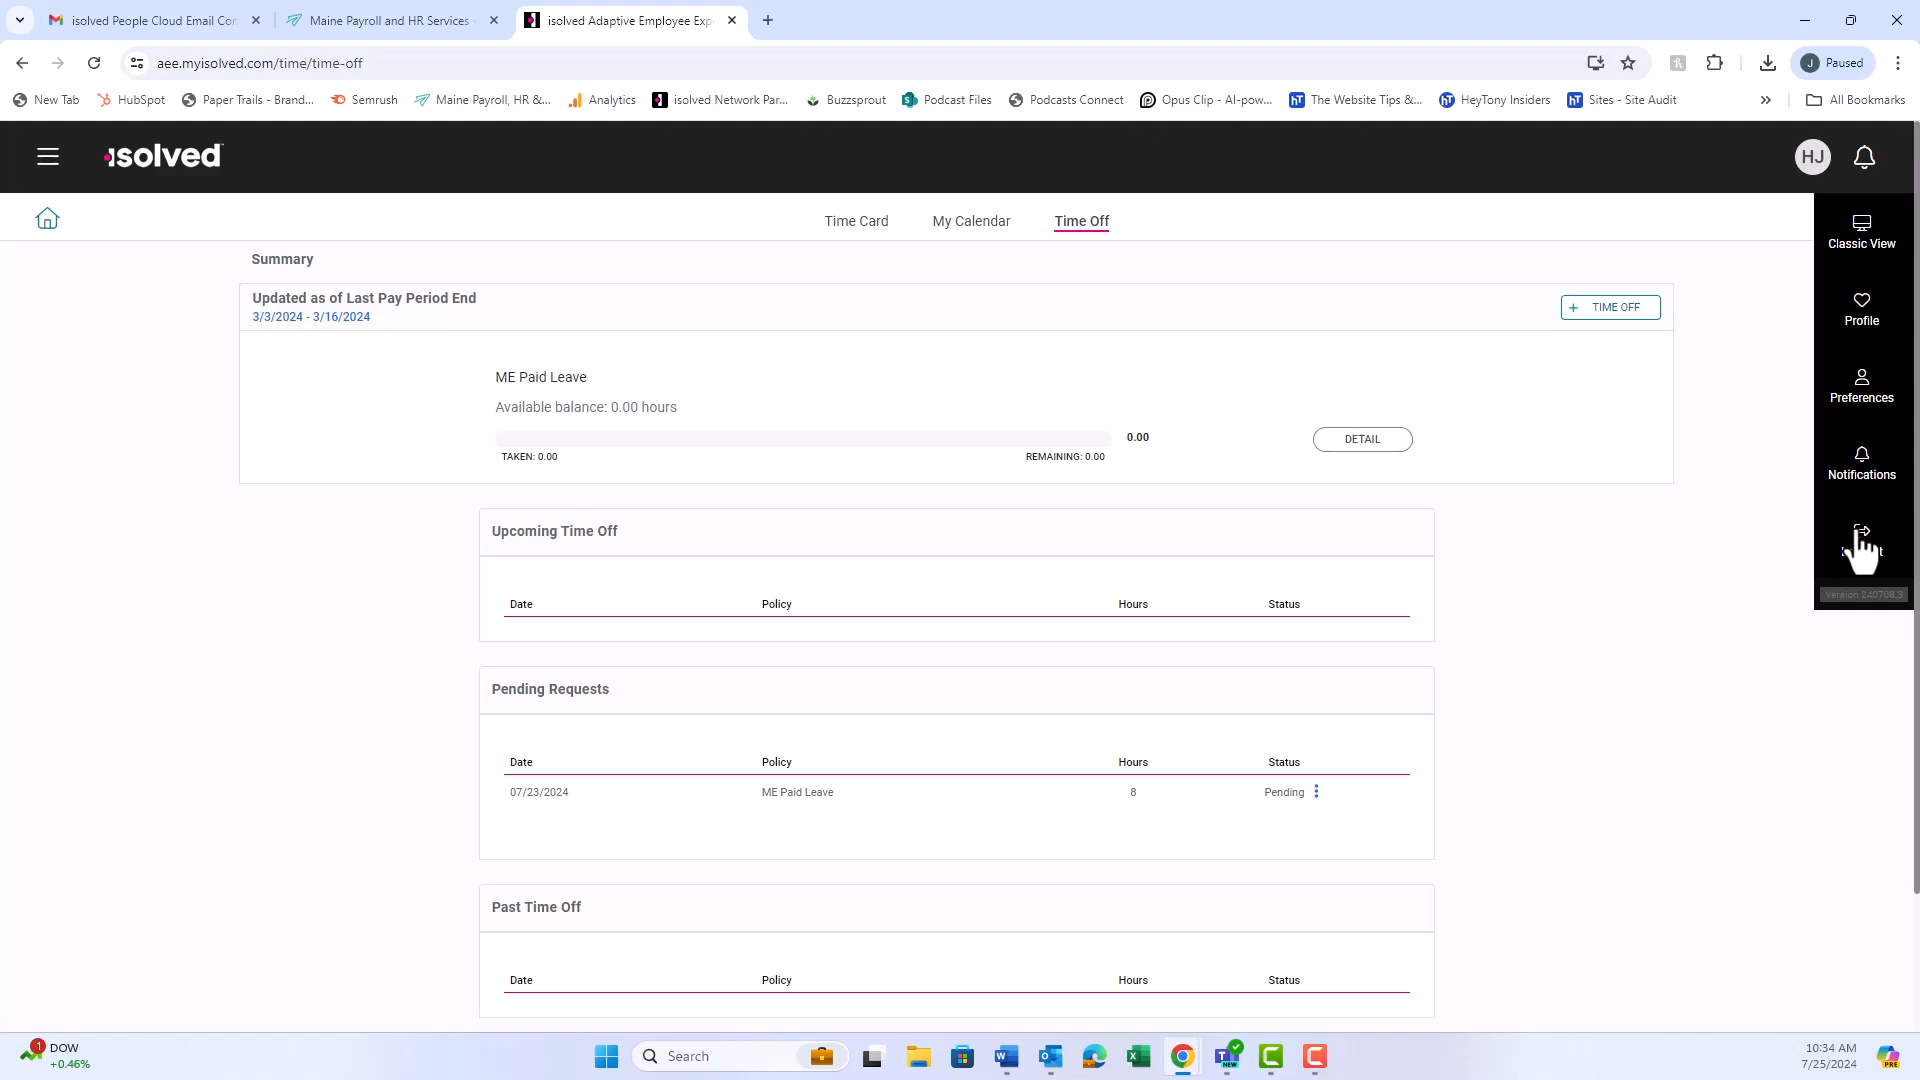 isolved People Cloud Email Con
Maine Payroll and HR Services
isolved Adaptive Employee Exp
aee.myisolved.com/time/time-off
J Paused
New Tab
HubSpot
Paper Trails - Brand...
Semrush
Maine Payroll, HR &...
Analytics
isolved Network Par...
Buzzsprout
Podcast Files
Podcasts Connect
Opus Clip - AI-pow...
The Website Tips &...
HeyTony Insiders
Sites - Site Audit
All Bookmarks
isolved
HJ
Time Card
My Calendar
Time Off
Classic View
Profile
Preferences
Notifications
Version 240708.3
Summary
Updated as of Last Pay Period End
3/3/2024 - 3/16/2024
+ TIME OFF
ME Paid Leave
Available balance: 0.00 hours
0.00
TAKEN: 0.00
REMAINING: 0.00
DETAIL
Upcoming Time Off
Date Policy Hours Status
Pending Requests
Date Policy Hours Status
07/23/2024 ME Paid Leave 8 Pending
Past Time Off
Date Policy Hours Status
1
DOW
+0.46%
Search
NEW
10:34 AM
7/25/2024
PRE